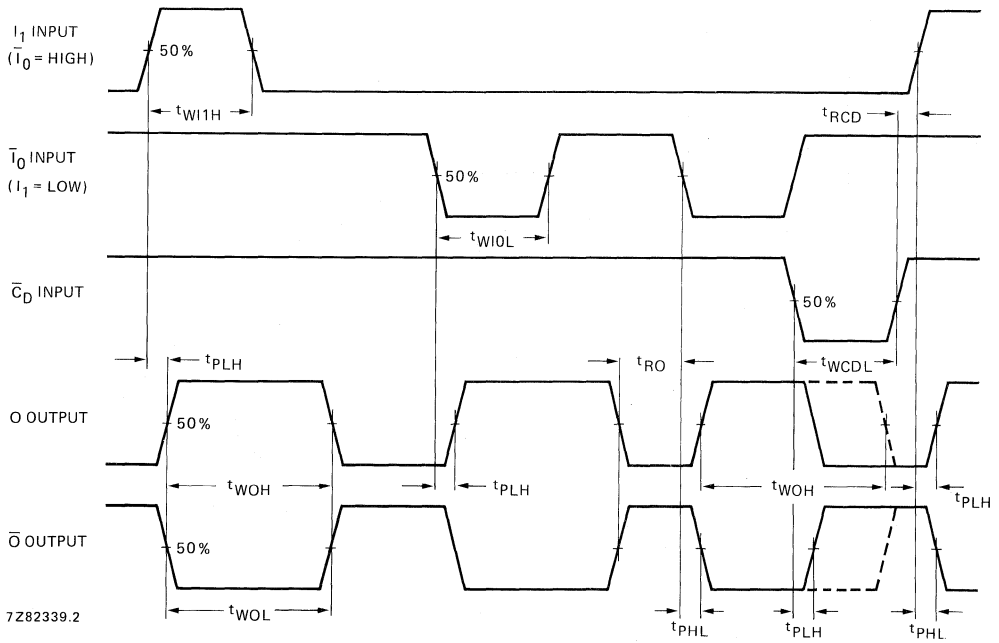 I₁ INPUT
(Ī₀ = HIGH)
50%
tWI1H
tRCD
Ī₀ INPUT
(I₁ = LOW)
50%
tWI0L
C̄D INPUT
50%
tPLH
tRO
tWCDL
O OUTPUT
50%
tWOH
tPLH
tWOH
tPLH
Ō OUTPUT
50%
tWOL
tPHL
tPLH
tPHL
7Z82339.2